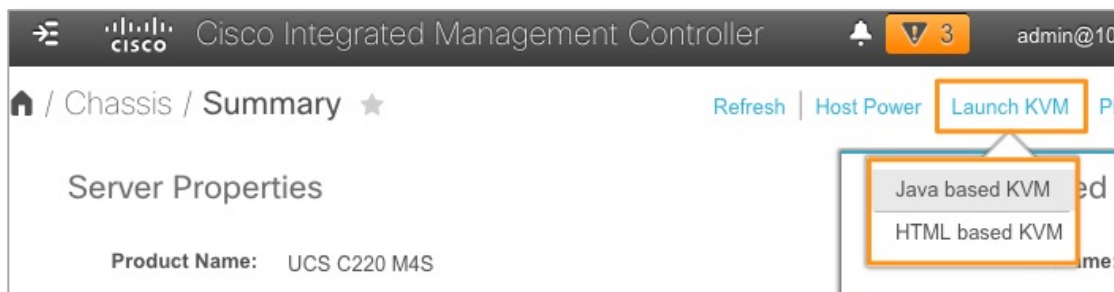 CISCO Cisco Integrated Management Controller 3 admin@10
/ Chassis / Summary Refresh | Host Power Launch KVM
Server Properties
Java based KVM
HTML based KVM
Product Name: UCS C220 M4S